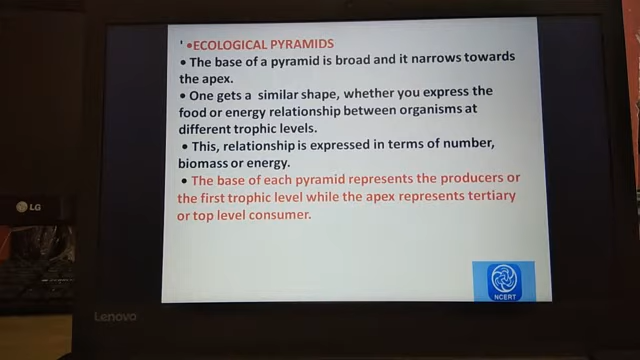 ' •ECOLOGICAL PYRAMIDS
• The base of a pyramid is broad and it narrows towards
the apex.
• One gets a similar shape, whether you express the
food or energy relationship between organisms at
different trophic levels.
• This, relationship is expressed in terms of number,
biomass or energy.
• The base of each pyramid represents the producers or
the first trophic level while the apex represents tertiary
or top level consumer.
NCERT
LG
Lenovo